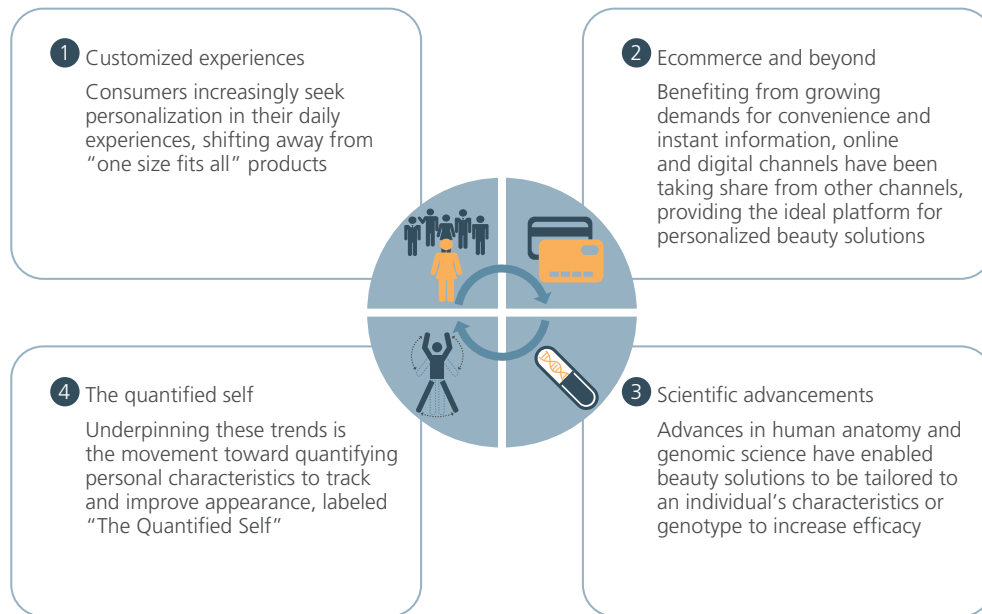 1 Customized experiences
Consumers increasingly seek
personalization in their daily
experiences, shifting away from
“one size fits all” products
2 Ecommerce and beyond
Benefiting from growing
demands for convenience and
instant information, online
and digital channels have been
taking share from other channels,
providing the ideal platform for
personalized beauty solutions
3 Scientific advancements
Advances in human anatomy and
genomic science have enabled
beauty solutions to be tailored to
an individual’s characteristics or
genotype to increase efficacy
4 The quantified self
Underpinning these trends is
the movement toward quantifying
personal characteristics to track
and improve appearance, labeled
“The Quantified Self”